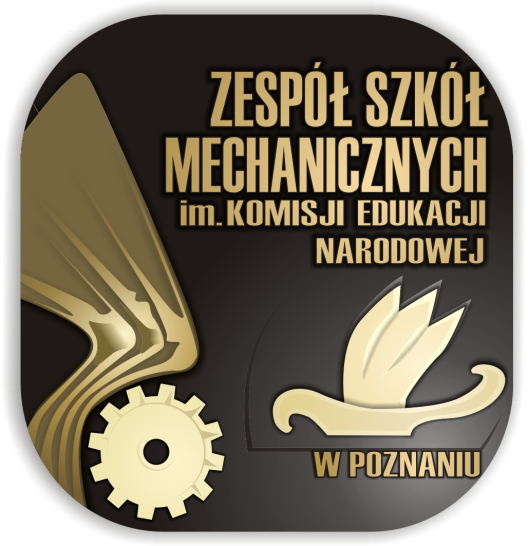 ZESPÓŁ SZKÓŁ
MECHANICZNYCH
im. KOMISJI EDUKACJI
NARODOWEJ
W POZNANIU